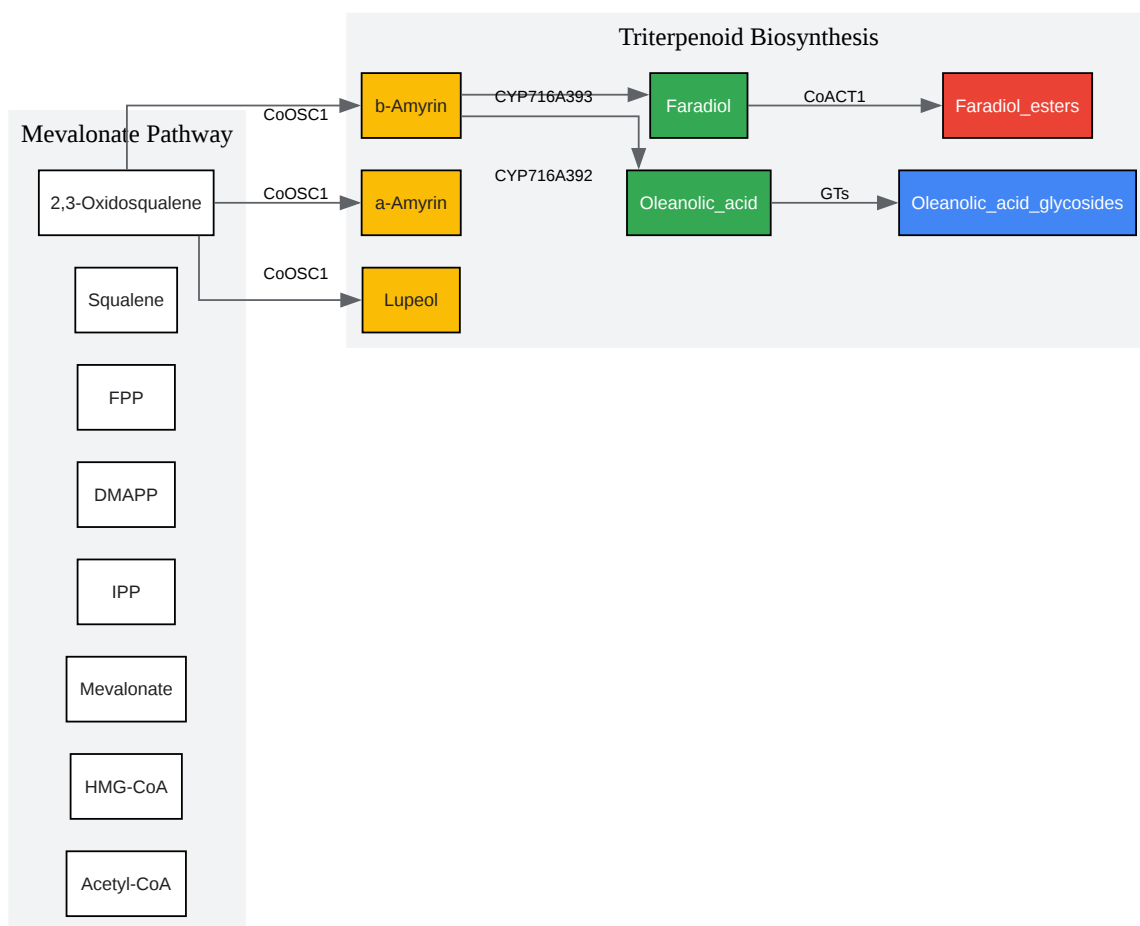 Triterpenoid Biosynthesis
Mevalonate Pathway
b-Amyrin
CYP716A393
Faradiol
CoACT1
Faradiol_esters
CoOSC1
2,3-Oxidosqualene
CoOSC1
a-Amyrin
CYP716A392
Oleanolic_acid
GTs
Oleanolic_acid_glycosides
CoOSC1
Squalene
Lupeol
FPP
DMAPP
IPP
Mevalonate
HMG-CoA
Acetyl-CoA